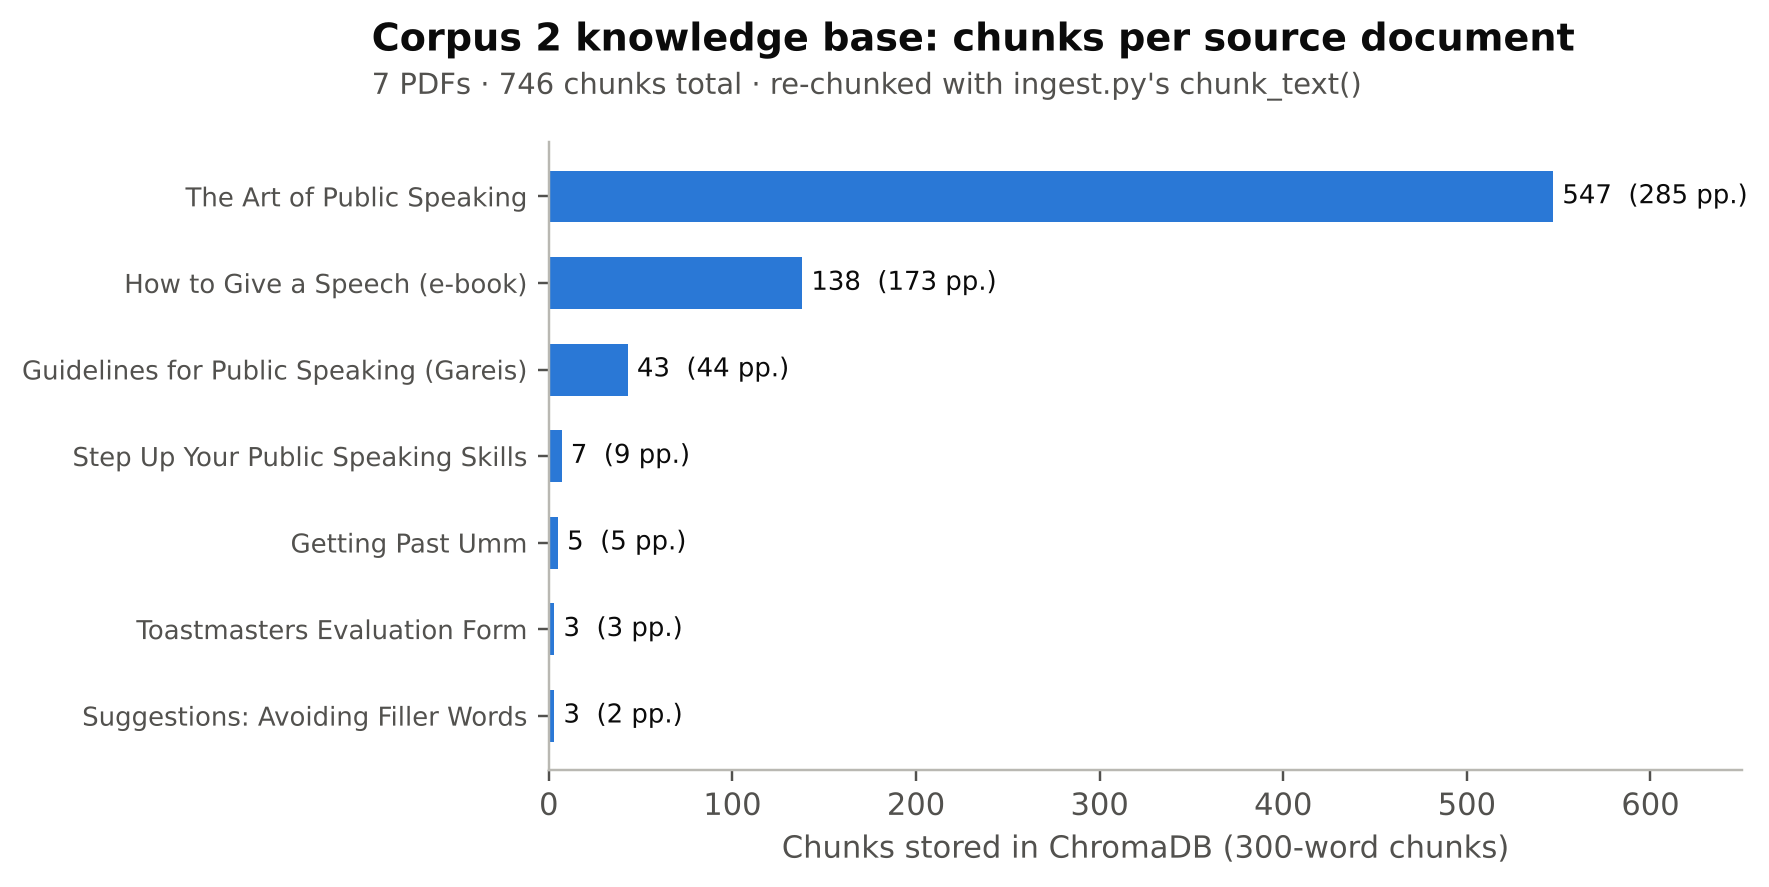 Corpus 2 knowledge base: chunks per source document
7 PDFs · 746 chunks total · re-chunked with ingest.py's chunk_text()
The Art of Public Speaking 547 (285 pp.)
How to Give a Speech (e-book) 138 (173 pp.)
Guidelines for Public Speaking (Gareis) 43 (44 pp.)
Step Up Your Public Speaking Skills 7 (9 pp.)
Getting Past Umm 5 (5 pp.)
Toastmasters Evaluation Form 3 (3 pp.)
Suggestions: Avoiding Filler Words 3 (2 pp.)
0 100 200 300 400 500 600
Chunks stored in ChromaDB (300-word chunks)